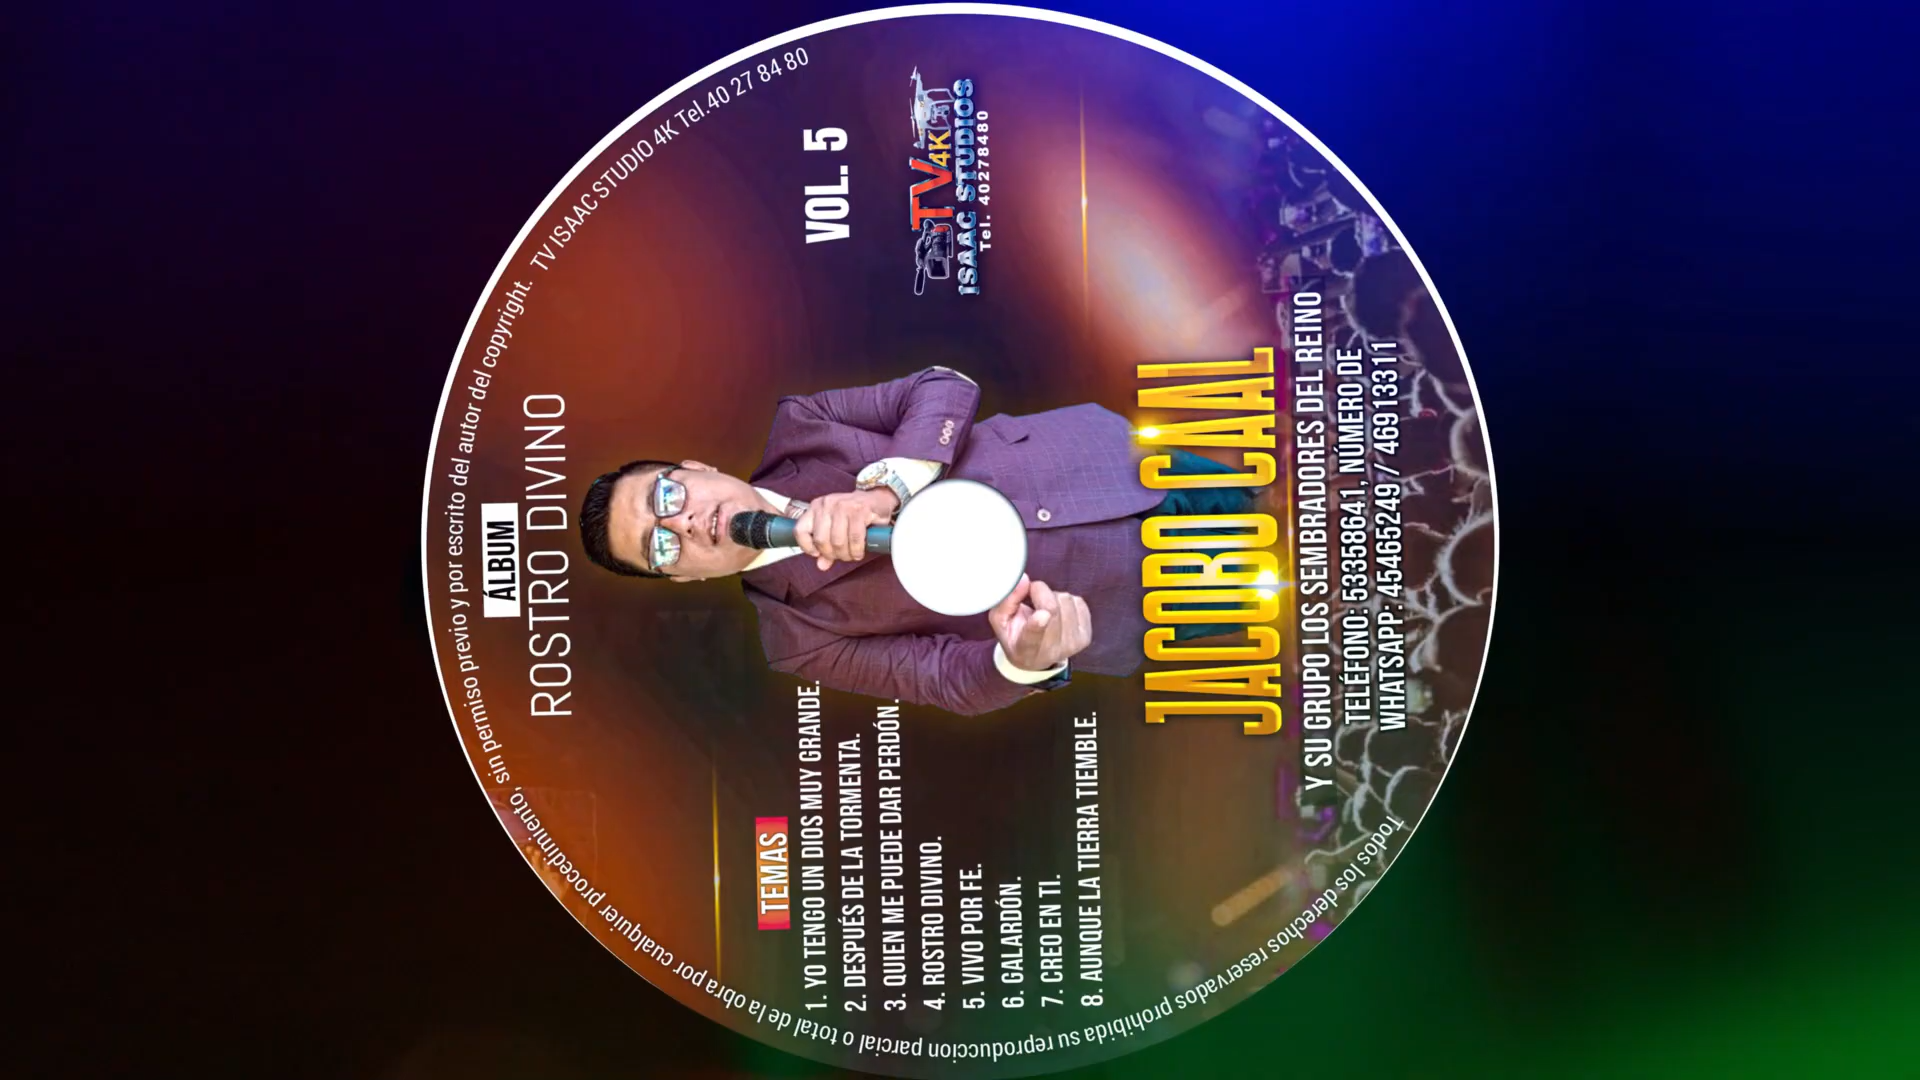 ÁLBUM
ROSTRO DIVINO
VOL. 5
TV 4K
ISAAC STUDIOS
Tel. 40278480
TEMAS
1. YO TENGO UN DIOS MUY GRANDE.
2. DESPUÉS DE LA TORMENTA.
3. QUIEN ME PUEDE DAR PERDÓN.
4. ROSTRO DIVINO.
5. VIVO POR FE.
6. GALARDÓN.
7. CREO EN TI.
8. AUNQUE LA TIERRA TIEMBLE.
JACOBO CAL
Y SU GRUPO LOS SEMBRADORES DEL REINO
TELÉFONO: 53358641, NÚMERO DE
WHATSAPP: 45465249 / 46913311
Todos los derechos reservados prohibida su reproduccion parcial o total de la obra por cualquier procedimiento, sin permiso previo y por escrito del autor del copyright. TV ISAAC STUDIO 4K Tel.40 27 84 80